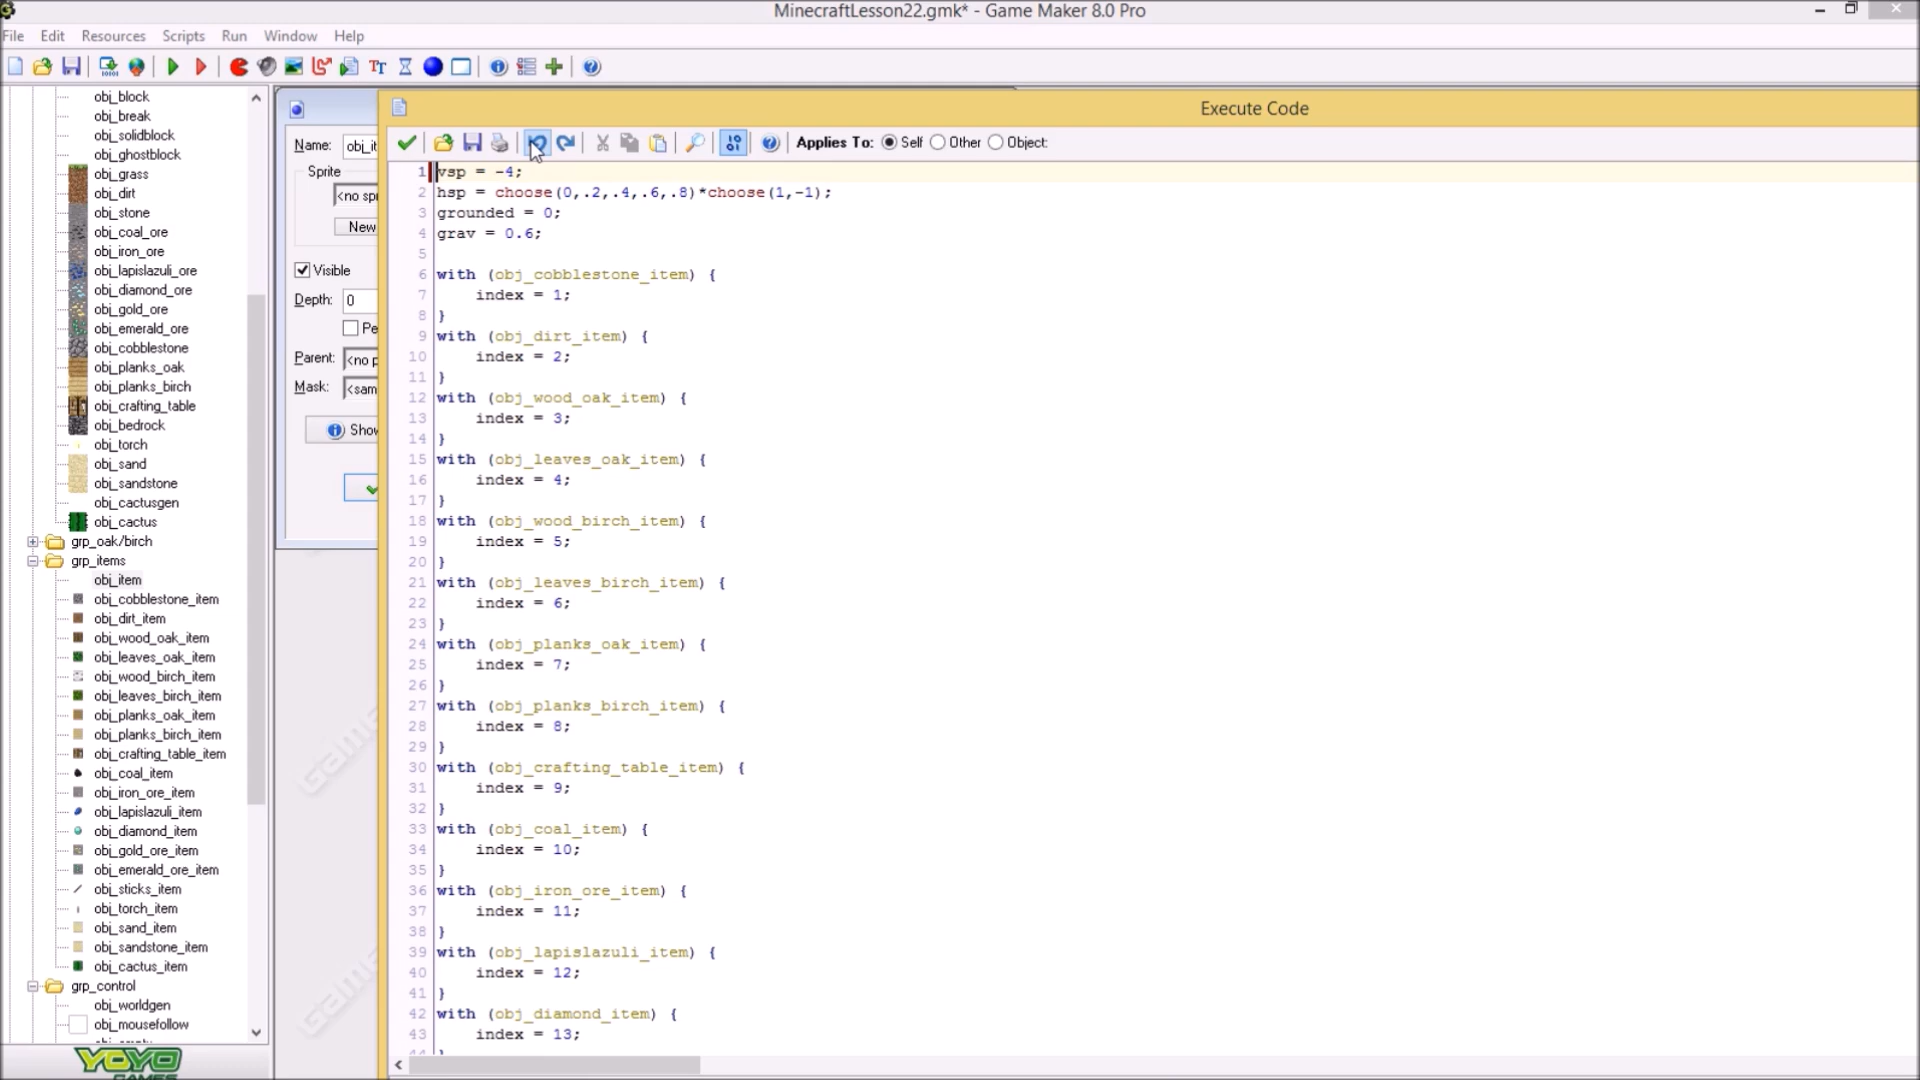 MinecraftLesson22.gmk* - Game Maker 8.0 Pro
File Edit Resources Scripts Run Window Help
obj_block
obj_break
obj_solidblock
obj_ghostblock
obj_grass
obj_dirt
obj_stone
obj_coal_ore
obj_iron_ore
obj_lapislazuli_ore
obj_diamond_ore
obj_gold_ore
obj_emerald_ore
obj_cobblestone
obj_planks_oak
obj_planks_birch
obj_crafting_table
obj_bedrock
obj_torch
obj_sand
obj_sandstone
obj_cactusgen
obj_cactus
grp_oak/birch
grp_items
obj_item
obj_cobblestone_item
obj_dirt_item
obj_wood_oak_item
obj_leaves_oak_item
obj_wood_birch_item
obj_leaves_birch_item
obj_planks_oak_item
obj_planks_birch_item
obj_crafting_table_item
obj_coal_item
obj_iron_ore_item
obj_lapislazuli_item
obj_diamond_item
obj_gold_ore_item
obj_emerald_ore_item
obj_sticks_item
obj_torch_item
obj_sand_item
obj_sandstone_item
obj_cactus_item
grp_control
obj_worldgen
obj_mousefollow
YOYO
GAMES
Name: obj_it
Sprite
<no spr
New
Visible
Depth: 0
Pe
Parent: <no p
Mask: <sam
Show
Execute Code
Applies To: Self Other Object:
1 vsp = -4;
2 hsp = choose(0,.2,.4,.6,.8)*choose(1,-1);
3 grounded = 0;
4 grav = 0.6;
5
6 with (obj_cobblestone_item) {
7 index = 1;
8 }
9 with (obj_dirt_item) {
10 index = 2;
11 }
12 with (obj_wood_oak_item) {
13 index = 3;
14 }
15 with (obj_leaves_oak_item) {
16 index = 4;
17 }
18 with (obj_wood_birch_item) {
19 index = 5;
20 }
21 with (obj_leaves_birch_item) {
22 index = 6;
23 }
24 with (obj_planks_oak_item) {
25 index = 7;
26 }
27 with (obj_planks_birch_item) {
28 index = 8;
29 }
30 with (obj_crafting_table_item) {
31 index = 9;
32 }
33 with (obj_coal_item) {
34 index = 10;
35 }
36 with (obj_iron_ore_item) {
37 index = 11;
38 }
39 with (obj_lapislazuli_item) {
40 index = 12;
41 }
42 with (obj_diamond_item) {
43 index = 13;